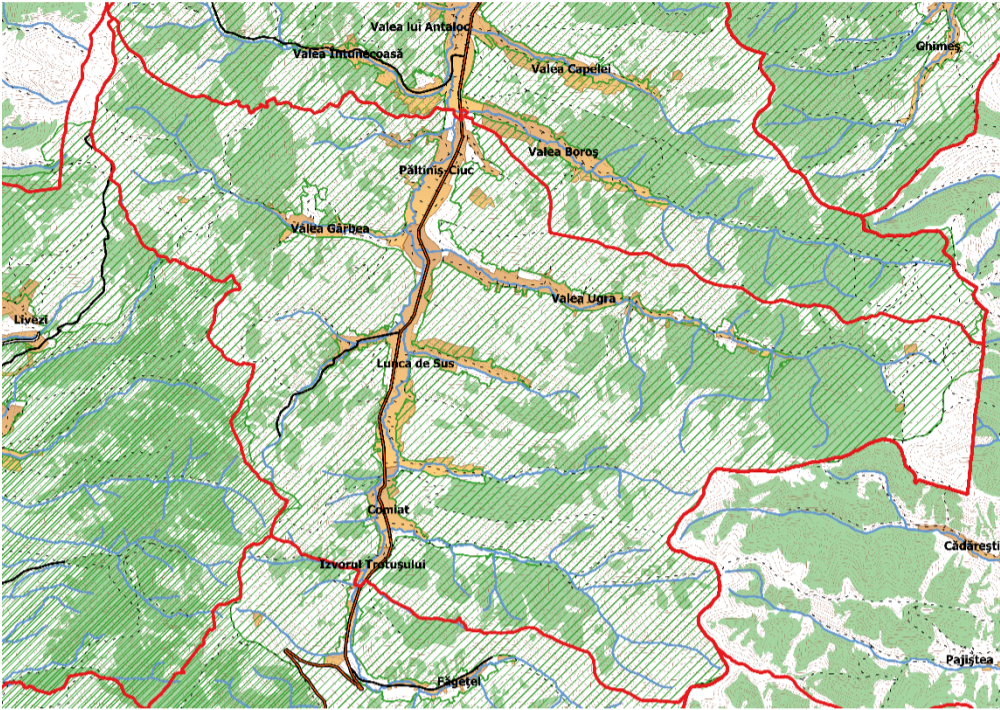 Valea lui Antaloc
Ghimeș
Valea Întunecoasă
Valea Capelei
Valea Boroș
Păltiniș-Ciuc
Valea Gârbea
Valea Ugra
Livezi
Lunca de Sus
Comiat
Cădărești
Izvorul Trotușului
Pajiștea
Făgețel